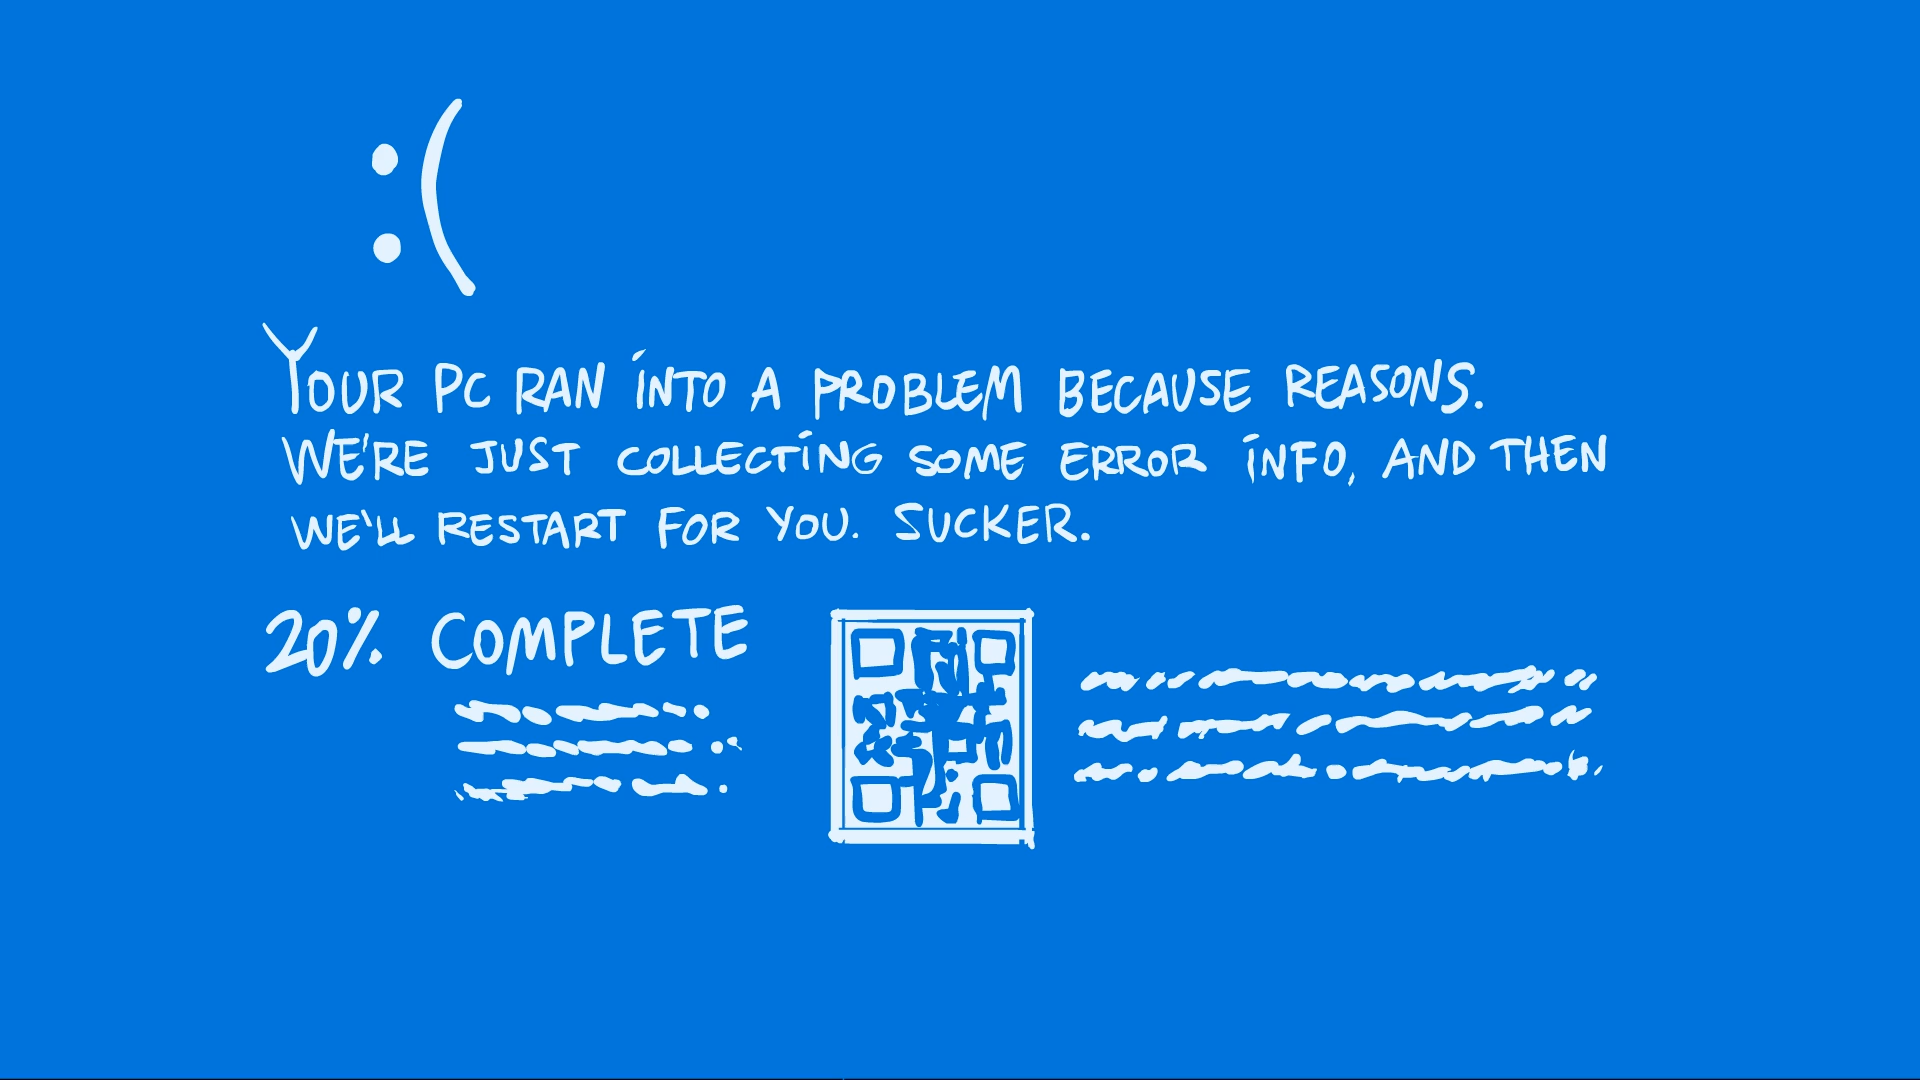 :(
YOUR PC RAN INTO A PROBLEM BECAUSE REASONS.
WE'RE JUST COLLECTING SOME ERROR INFO, AND THEN
WE'LL RESTART FOR YOU. SUCKER.
20% COMPLETE